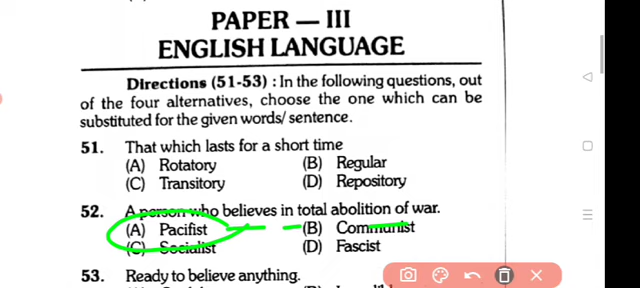 PAPER — III
ENGLISH LANGUAGE
Directions (51-53) : In the following questions, out
of the four alternatives, choose the one which can be
substituted for the given words/ sentence.
51. That which lasts for a short time
(A) Rotatory (B) Regular
(C) Transitory (D) Repository
52. A person who believes in total abolition of war.
(A) Pacifist (B) Communist
(C) Socialist (D) Fascist
53. Ready to believe anything.